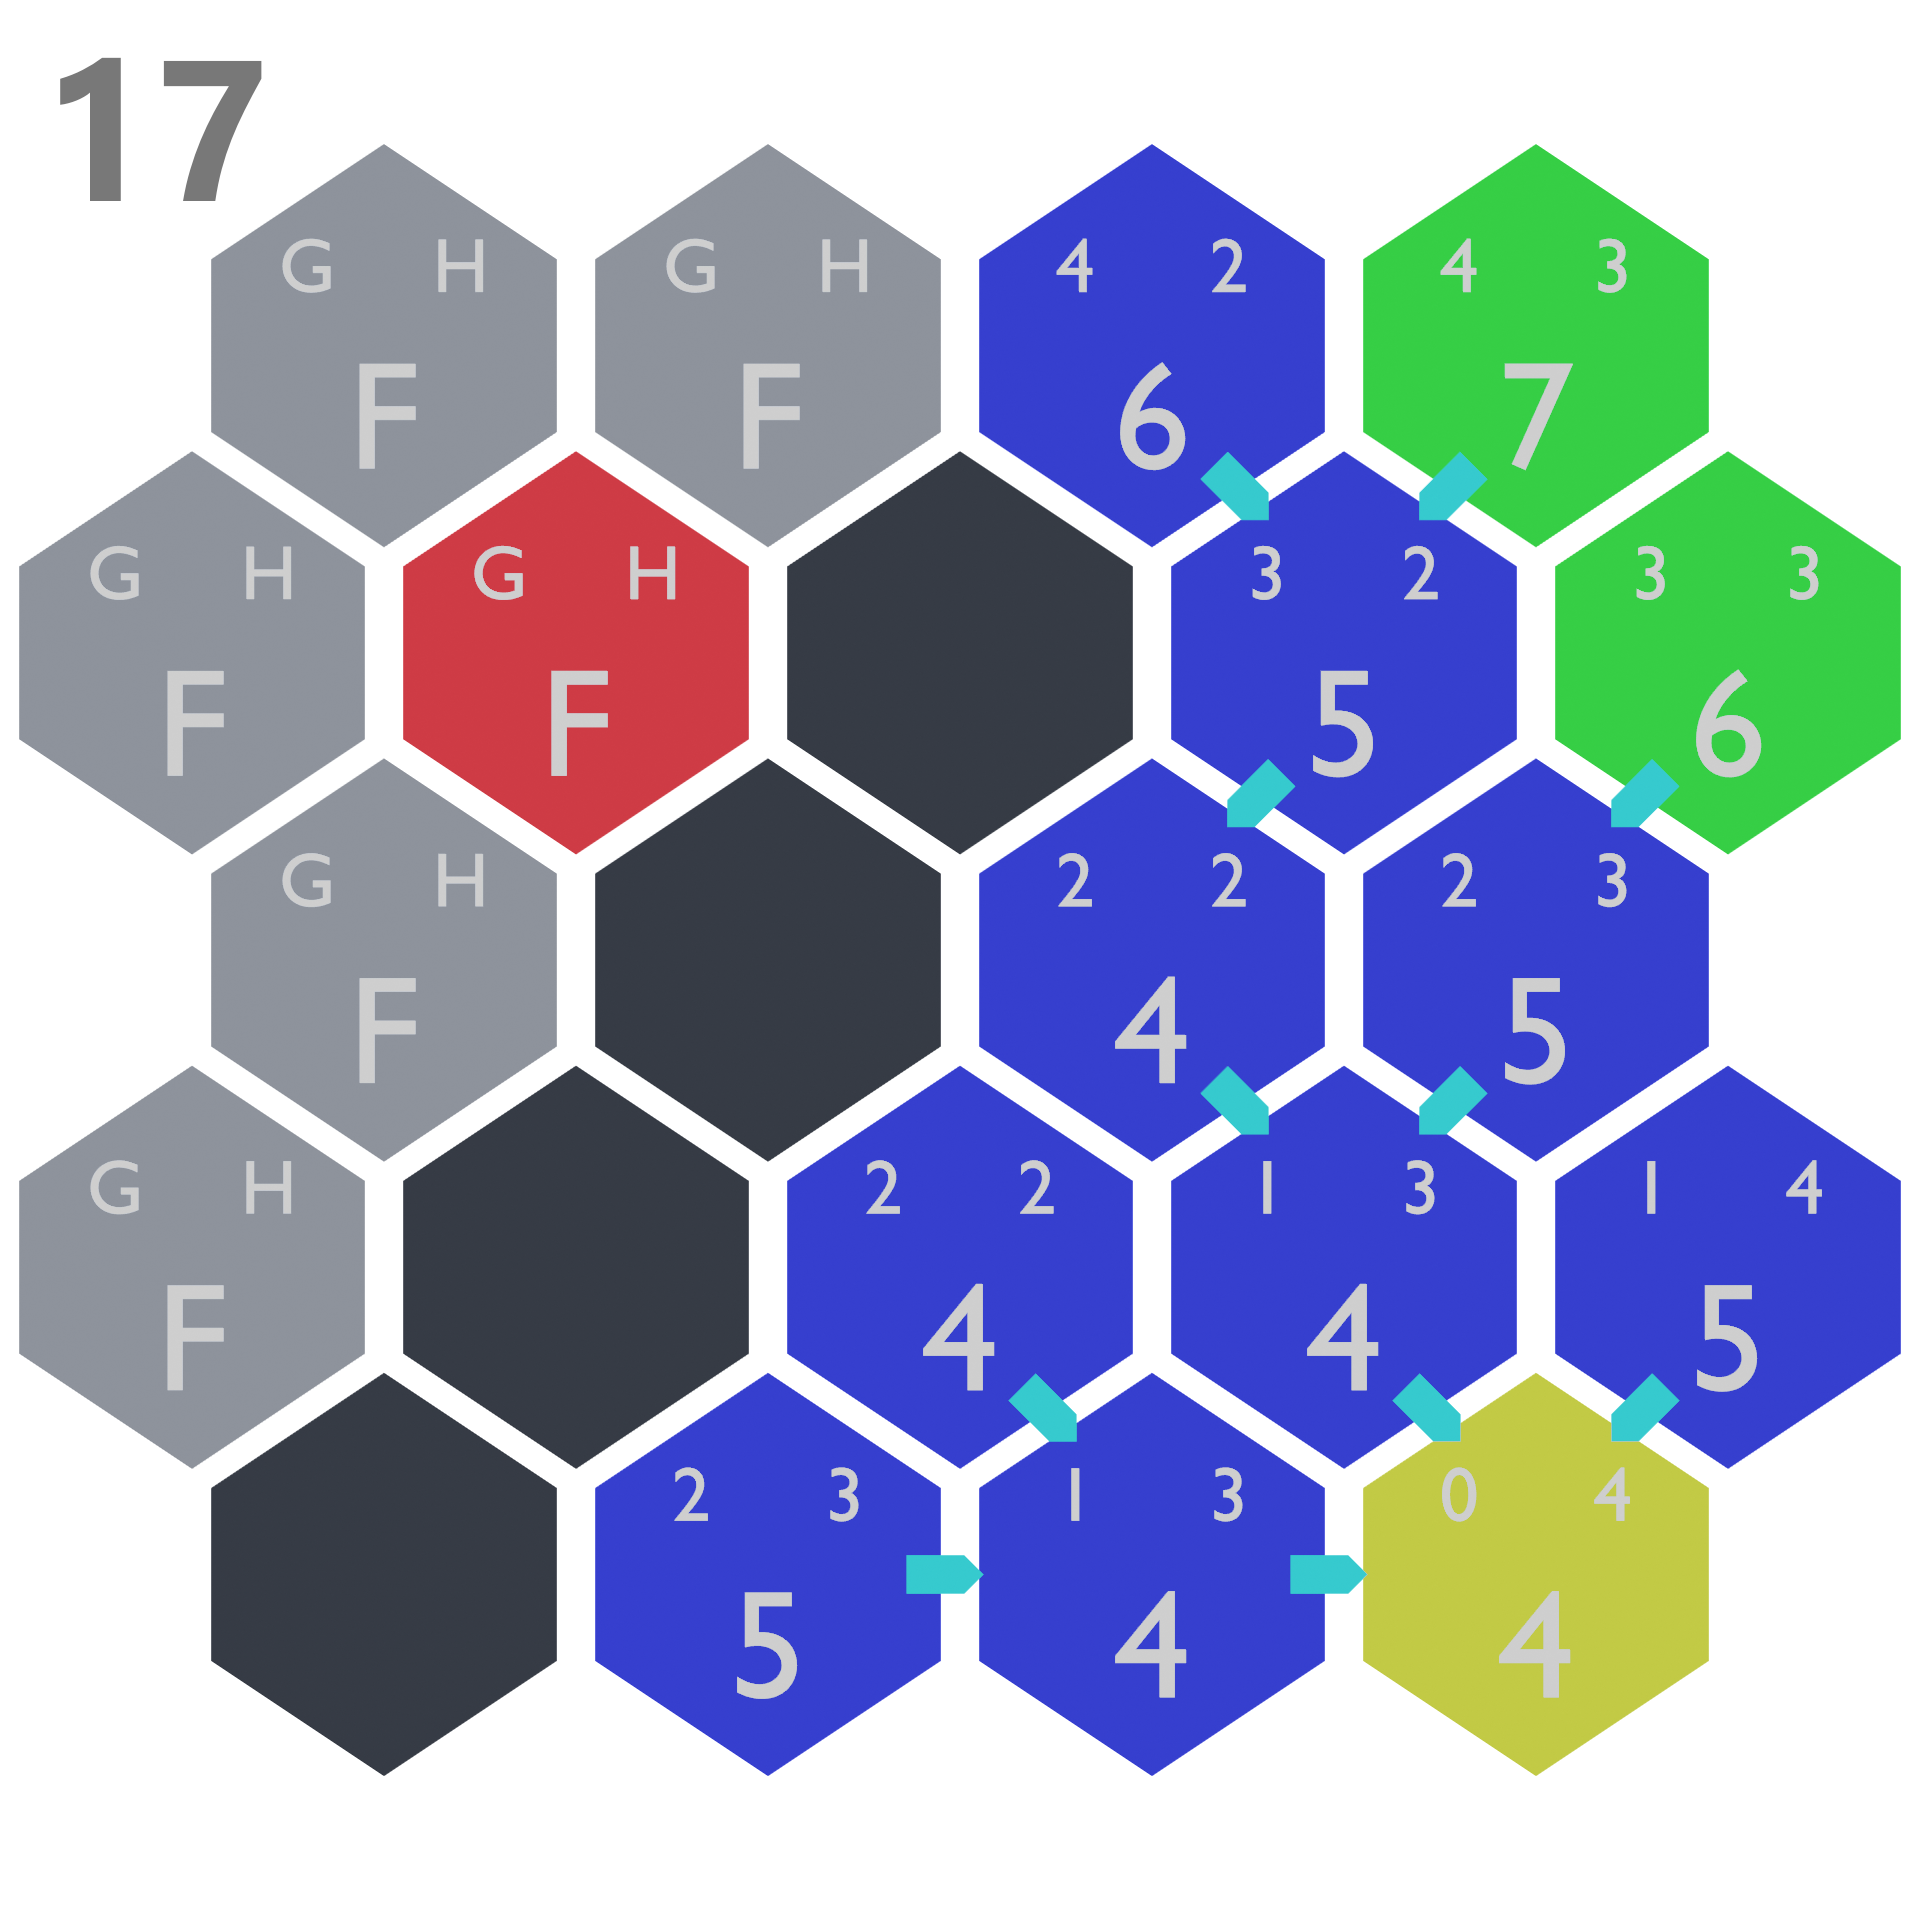 17
G H G H 4 2 4 3
F F 6 7
G H G H 3 2 3 3
F F 5 6
G H 2 2 2 3
F 4 5
G H 2 2 1 3 1 4
F 4 4 5
2 3 1 3 0 4
5 4 4